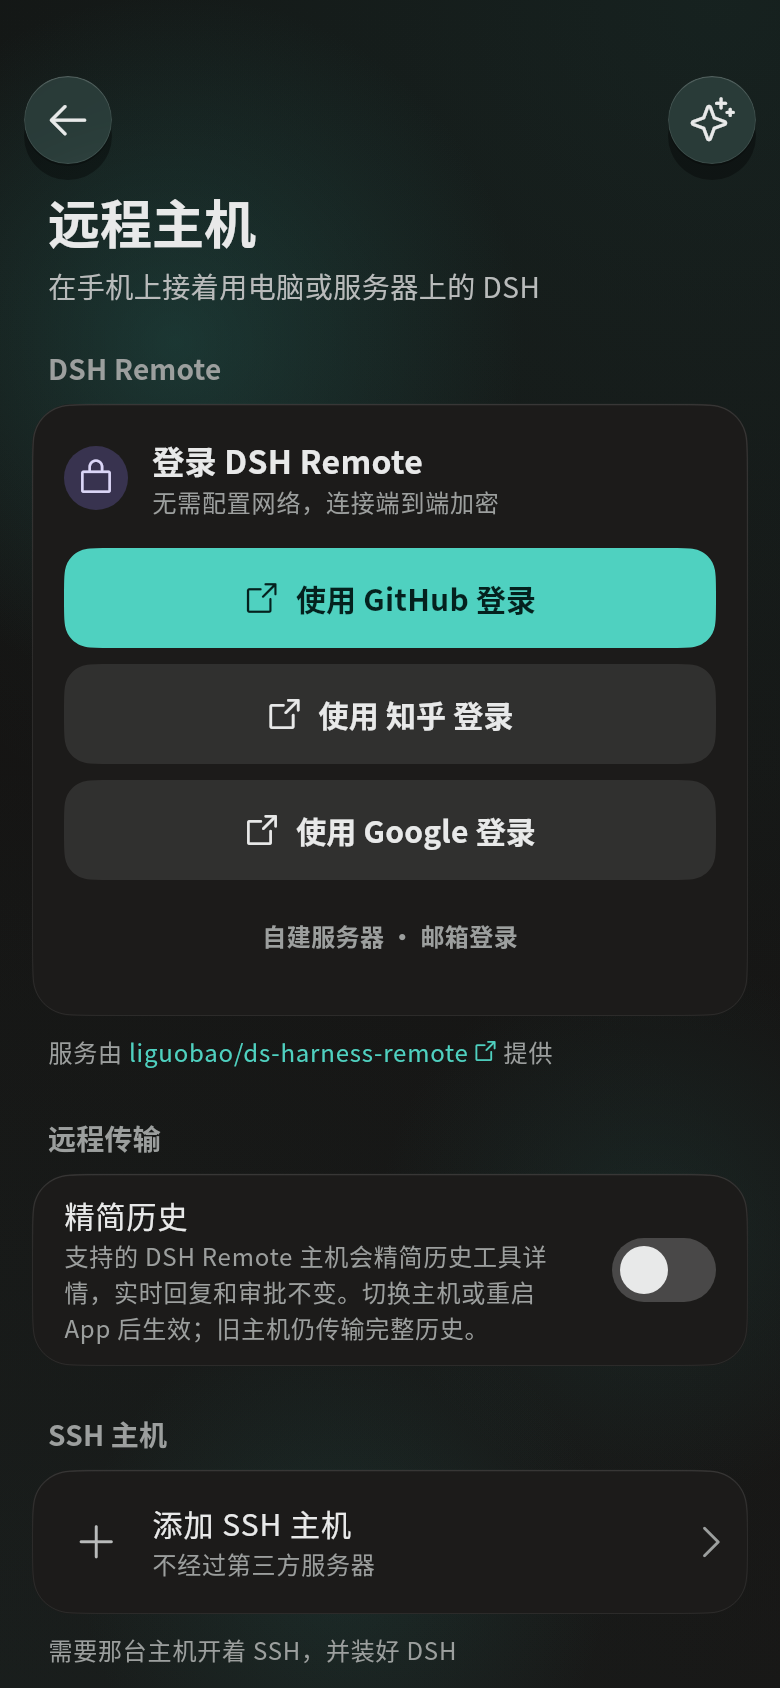 远程主机
在手机上接着用电脑或服务器上的 DSH
DSH Remote
登录 DSH Remote
无需配置网络，连接端到端加密
使用 GitHub 登录
使用 知乎 登录
使用 Google 登录
自建服务器 · 邮箱登录
服务由 liguobao/ds-harness-remote 提供
远程传输
精简历史
支持的 DSH Remote 主机会精简历史工具详
情，实时回复和审批不变。切换主机或重启
App 后生效；旧主机仍传输完整历史。
SSH 主机
添加 SSH 主机
不经过第三方服务器
需要那台主机开着 SSH，并装好 DSH